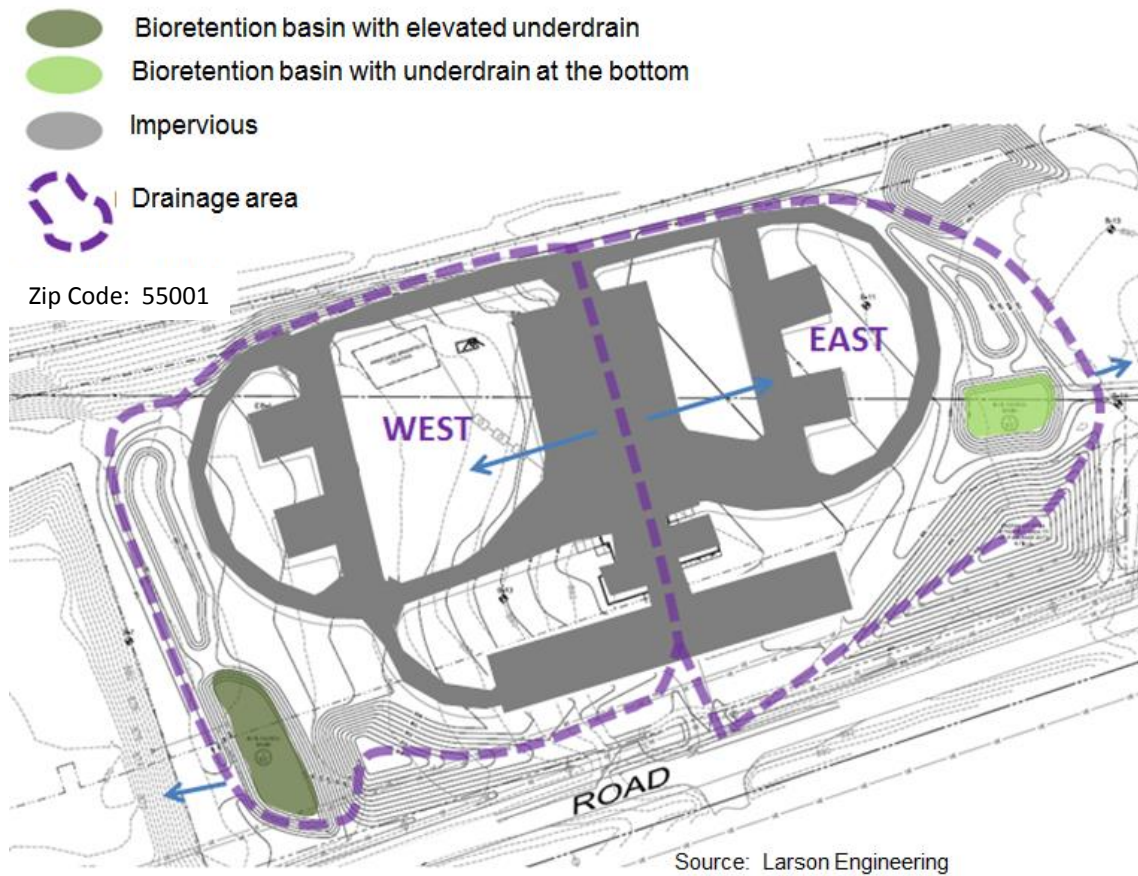 Bioretention basin with elevated underdrain
Bioretention basin with underdrain at the bottom
Impervious
Drainage area
Zip Code:  55001
EAST
WEST
ROAD
Source:  Larson Engineering